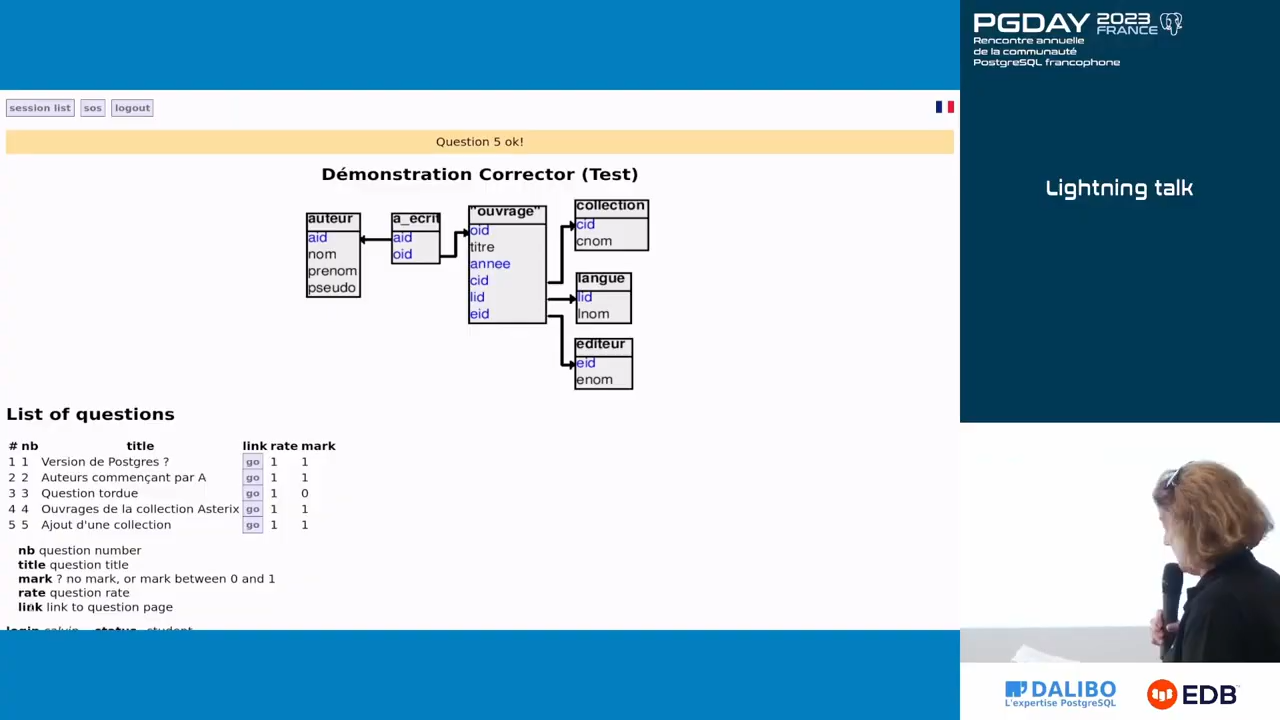 PGDAY 2023 FRANCE
Rencontre annuelle
de la communauté
PostgreSQL francophone
session list sos logout
Question 5 ok!
Démonstration Corrector (Test)
auteur
aid
nom
prenom
pseudo
a_ecrit
aid
oid
"ouvrage"
oid
titre
annee
cid
lid
eid
collection
cid
cnom
langue
lid
lnom
editeur
eid
enom
Lightning talk
List of questions
# nb title link rate mark
1 1 Version de Postgres ? go 1 1
2 2 Auteurs commençant par A go 1 1
3 3 Question tordue go 1 0
4 4 Ouvrages de la collection Asterix go 1 1
5 5 Ajout d'une collection go 1 1
nb question number
title question title
mark ? no mark, or mark between 0 and 1
rate question rate
link link to question page
login calvin status student
DALIBO
L'expertise PostgreSQL
EDB